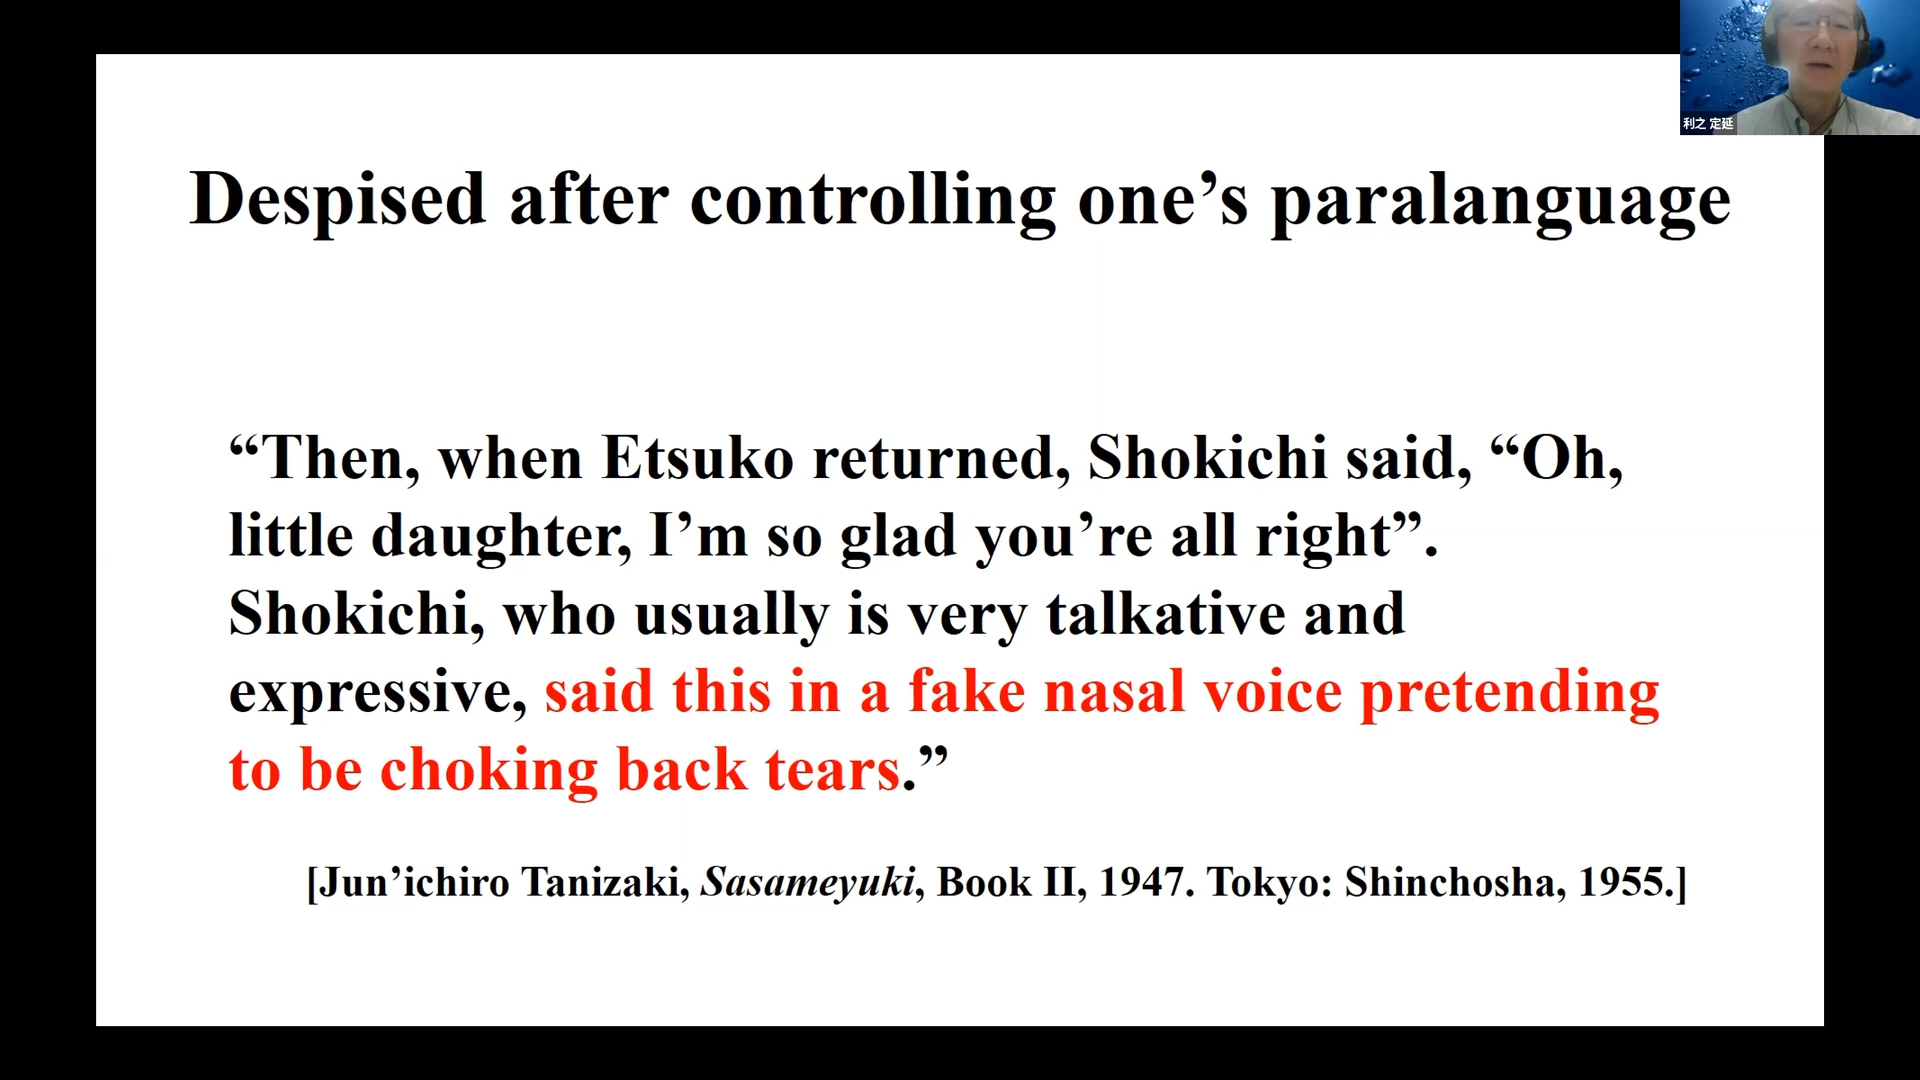 利之 定延
Despised after controlling one’s paralanguage
“Then, when Etsuko returned, Shokichi said, “Oh,
little daughter, I’m so glad you’re all right”.
Shokichi, who usually is very talkative and
expressive, said this in a fake nasal voice pretending
to be choking back tears.”
[Jun’ichiro Tanizaki, Sasameyuki, Book II, 1947. Tokyo: Shinchosha, 1955.]